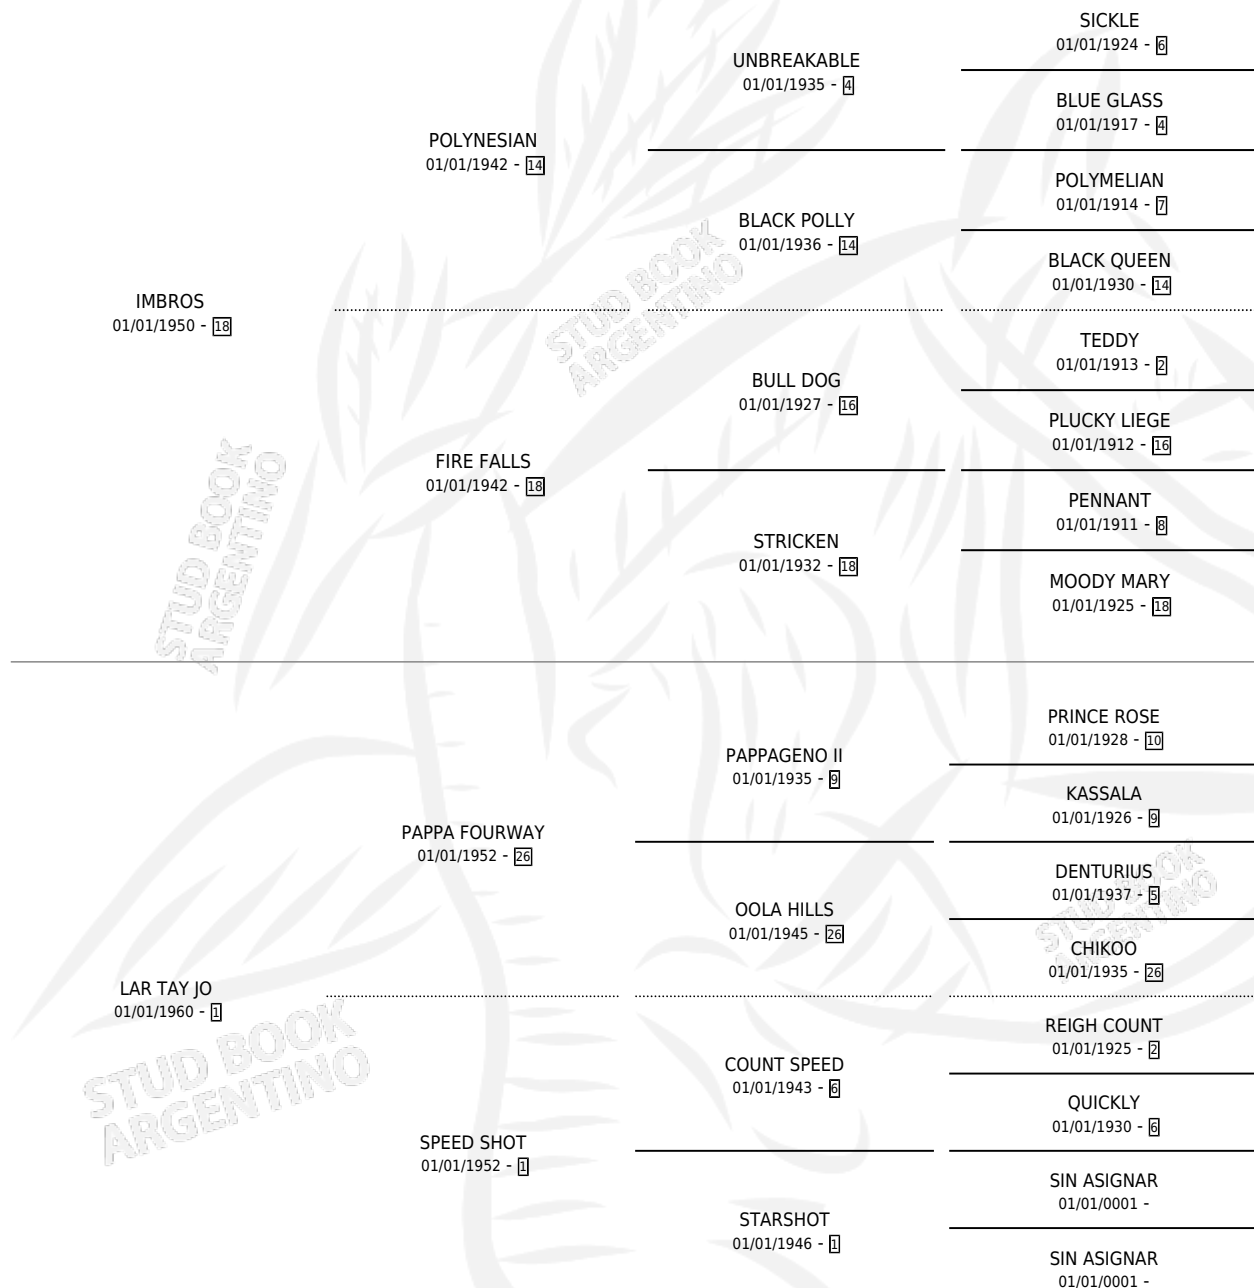 SICKLE
01/01/1924 - 6
UNBREAKABLE
01/01/1935 - 4
BLUE GLASS
01/01/1917 - 4
POLYNESIAN
01/01/1942 - 14
POLYMELIAN
01/01/1914 - 7
BLACK POLLY
01/01/1936 - 14
BLACK QUEEN
01/01/1930 - 14
IMBROS
01/01/1950 - 18
STUD BOOK
ARGENTINO
TEDDY
01/01/1913 - 2
BULL DOG
01/01/1927 - 16
PLUCKY LIEGE
01/01/1912 - 16
FIRE FALLS
01/01/1942 - 18
PENNANT
01/01/1911 - 8
STRICKEN
01/01/1932 - 18
MOODY MARY
01/01/1925 - 18
STUD BOOK
ARGENTINO
PRINCE ROSE
01/01/1928 - 10
PAPPAGENO II
01/01/1935 - 9
KASSALA
01/01/1926 - 9
PAPPA FOURWAY
01/01/1952 - 26
DENTURIUS
01/01/1937 - 5
OOLA HILLS
01/01/1945 - 26
CHIKOO
01/01/1935 - 26
STUD BOOK
ARGENTINO
LAR TAY JO
01/01/1960 - 1
REIGH COUNT
01/01/1925 - 2
COUNT SPEED
01/01/1943 - 6
QUICKLY
01/01/1930 - 6
STUD BOOK
ARGENTINO
SPEED SHOT
01/01/1952 - 1
SIN ASIGNAR
01/01/0001 -
STARSHOT
01/01/1946 - 1
SIN ASIGNAR
01/01/0001 -